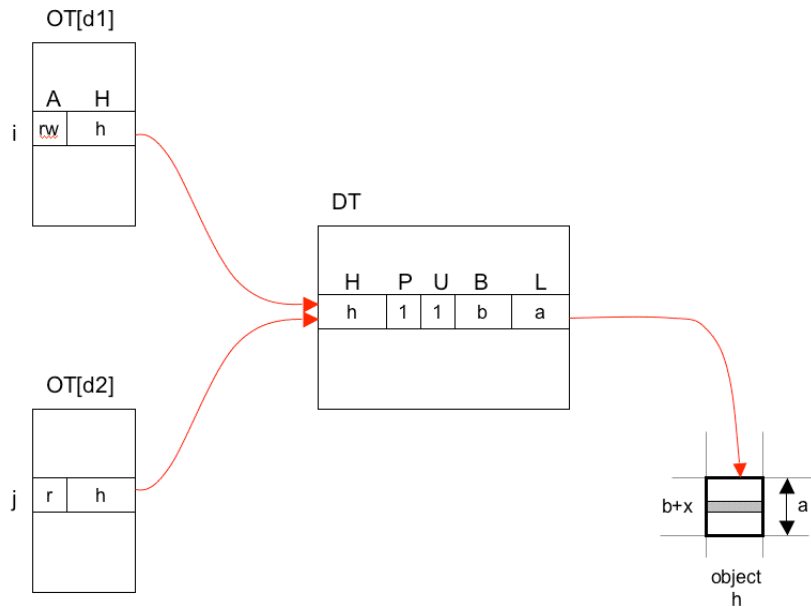 OT[d1]
A H
i rw h
DT
H P U B L
h 1 1 b a
OT[d2]
j r h
b+x a
object
h